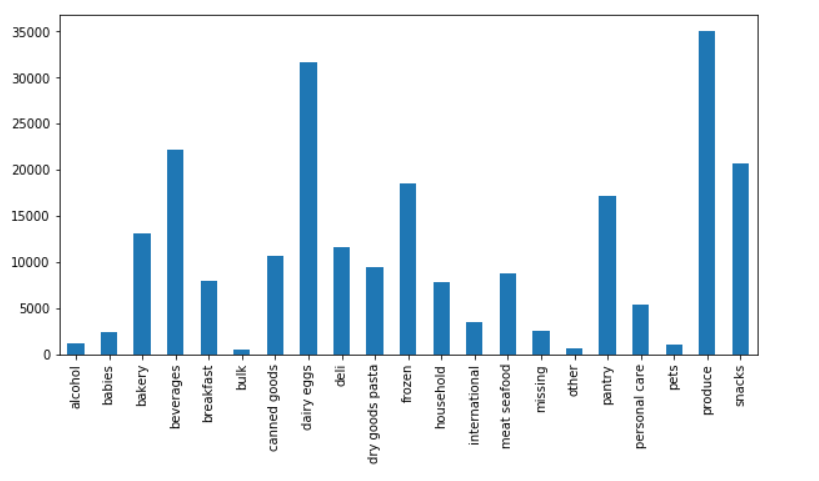 35000
30000
25000
20000
15000
10000
5000
0
alcohol
babies
bakery
beverages
breakfast
bulk
canned goods
dairy eggs
deli
dry goods pasta
frozen
household
international
meat seafood
missing
other
pantry
personal care
pets
produce
snacks